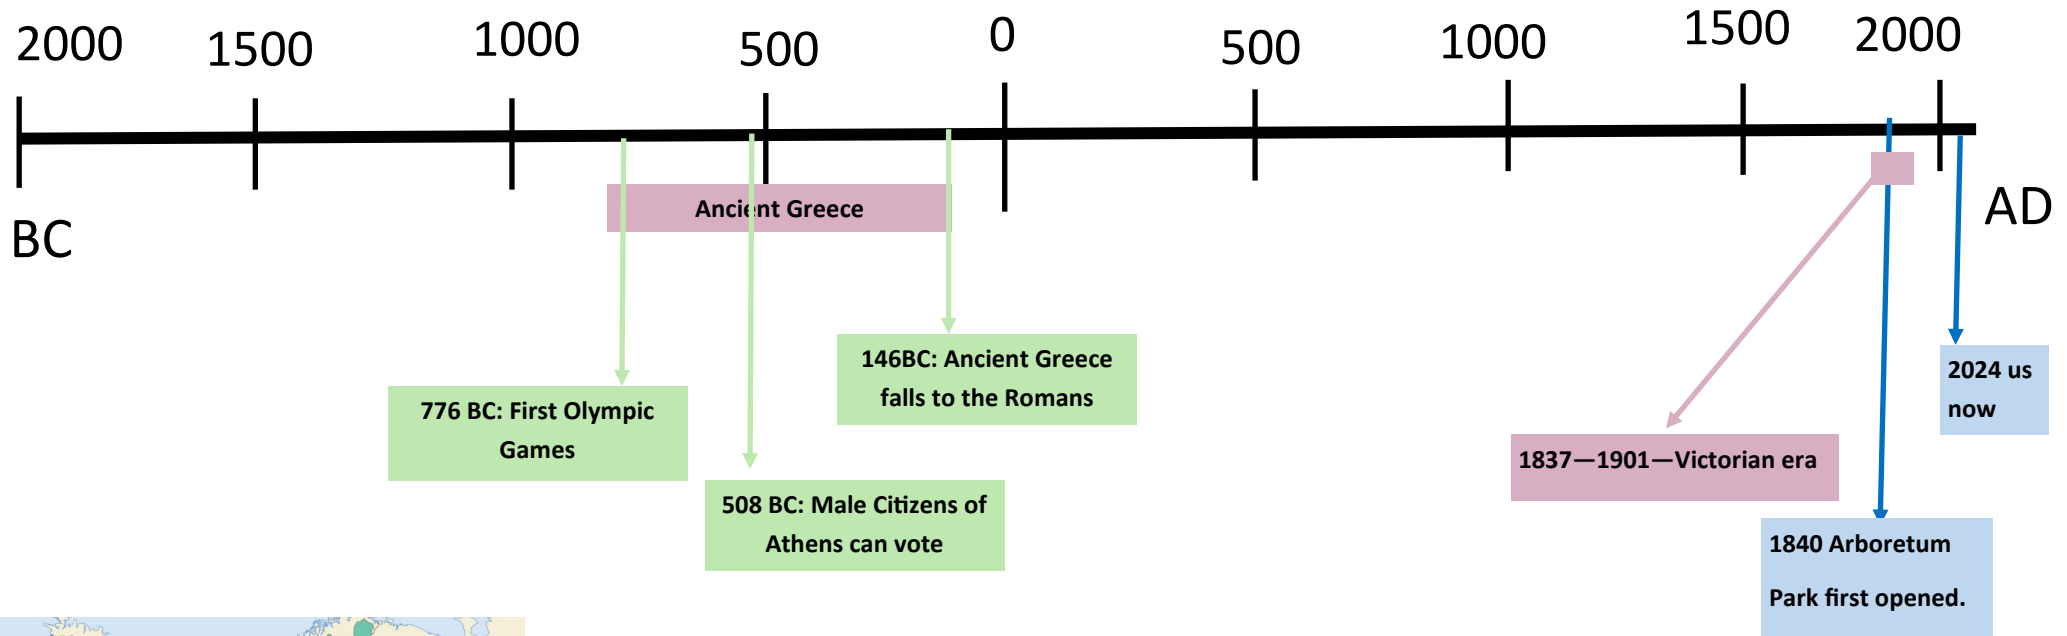 2000
1500
1000
500
0
500
1000
1500
2000
BC
AD
Ancient Greece
776 BC: First Olympic
Games
508 BC: Male Citizens of
Athens can vote
146BC: Ancient Greece
falls to the Romans
1837—1901—Victorian era
1840 Arboretum
Park first opened.
2024 us
now